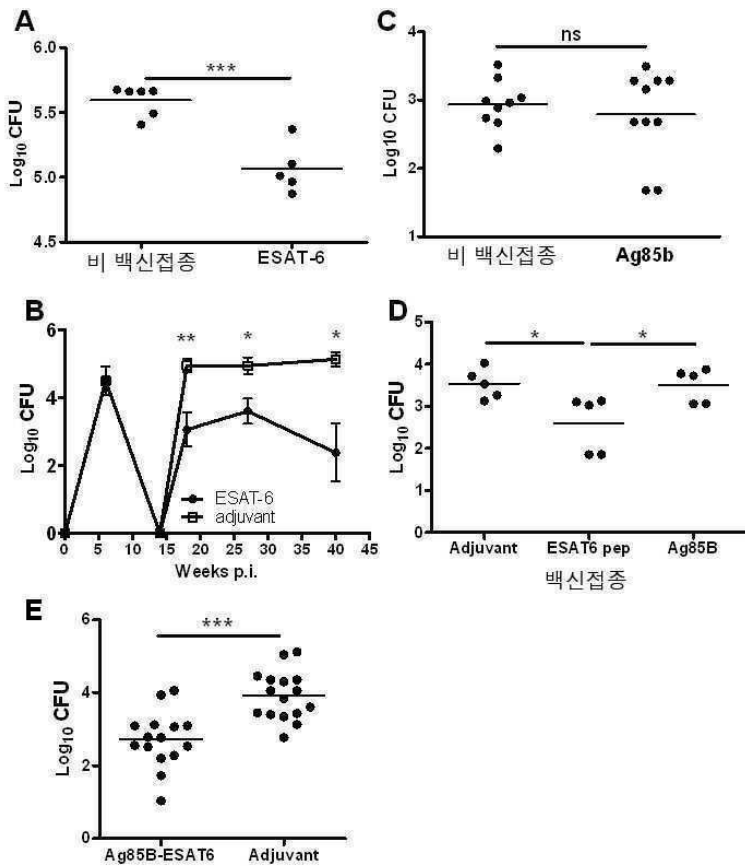 A
6.0
5.5
5.0
4.5
Log10 CFU
***
비 백신접종
ESAT-6
C
4
3
2
1
Log10 CFU
ns
비 백신접종
Ag85b
B
6
4
2
0
Log10 CFU
**
*
*
ESAT-6
adjuvant
0 5 10 15 20 25 30 35 40 45
Weeks p.i.
D
5
4
3
2
1
0
Log10 CFU
*
*
Adjuvant
ESAT6 pep
Ag85B
백신접종
E
6
4
2
0
Log10 CFU
***
Ag85B-ESAT6
Adjuvant